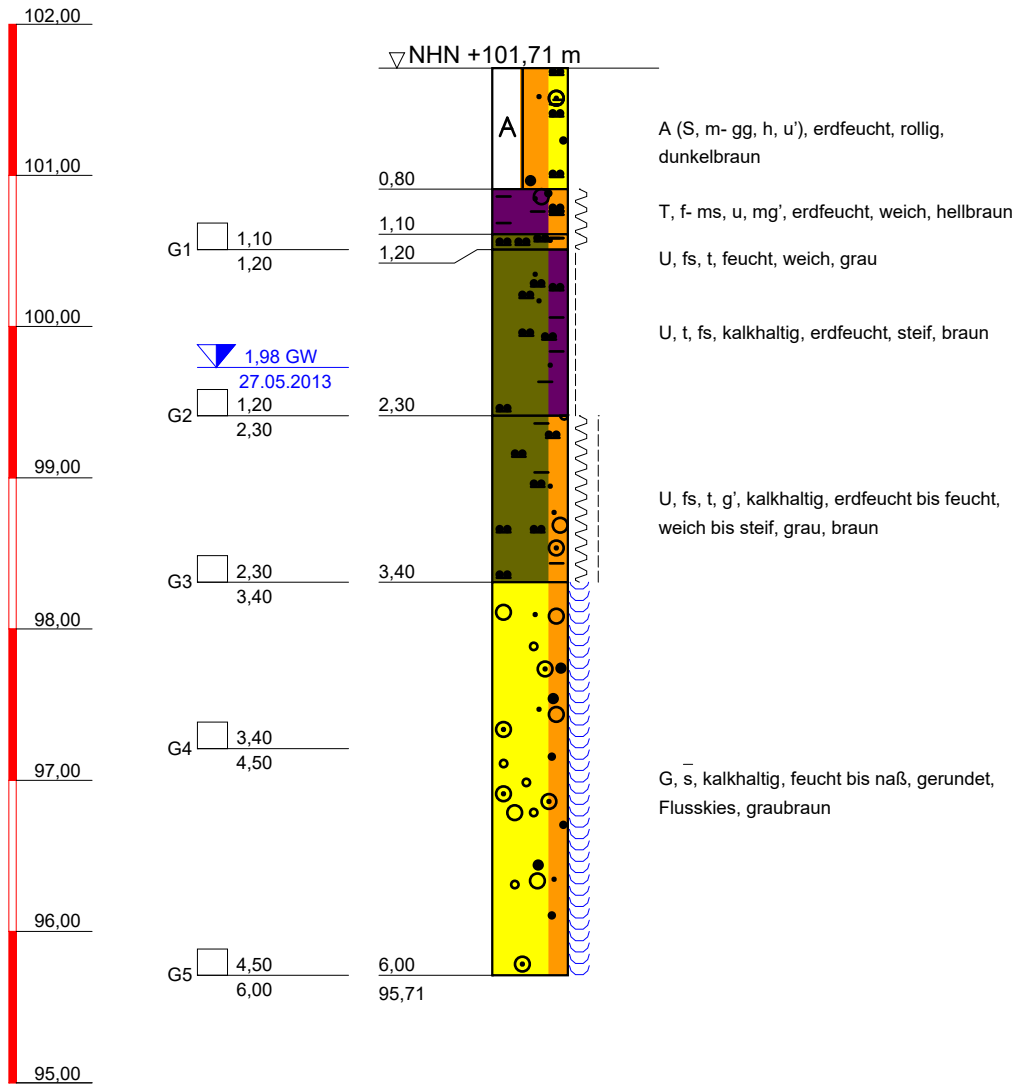 102,00
NHN +101,71 m
A
A (S, m- gg, h, u’), erdfeucht, rollig,
dunkelbraun
101,00
0,80
T, f- ms, u, mg’, erdfeucht, weich, hellbraun
1,10
G1
1,10
1,20
1,20
U, fs, t, feucht, weich, grau
100,00
U, t, fs, kalkhaltig, erdfeucht, steif, braun
1,98 GW
27.05.2013
G2
1,20
2,30
2,30
99,00
U, fs, t, g’, kalkhaltig, erdfeucht bis feucht,
weich bis steif, grau, braun
G3
2,30
3,40
3,40
98,00
G4
3,40
4,50
97,00
G, s̅, kalkhaltig, feucht bis naß, gerundet,
Flusskies, graubraun
96,00
G5
4,50
6,00
6,00
95,71
95,00